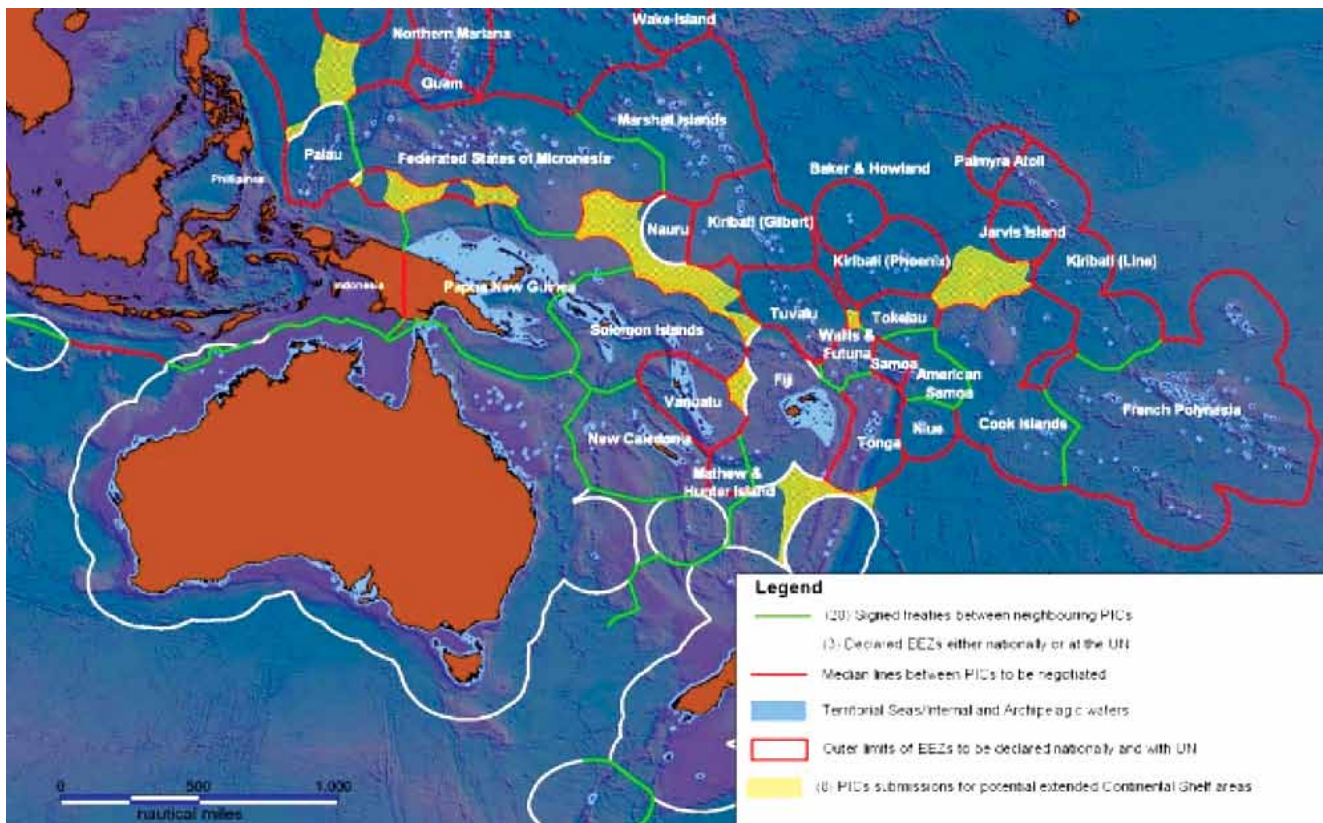 Wake Island
Northern Mariana
Guam
Marshall Islands
Palau
Federated States of Micronesia
Phillipines
Baker & Howland
Palmyra Atoll
Nauru
Kiribati (Gilbert)
Jarvis Island
Kiribati (Phoenix)
Kiribati (Line)
Indonesia
Papua New Guinea
Tuvalu
Tokelau
Solomon Islands
Wallis &
Futuna
Samoa
American
Samoa
Fiji
Vanuatu
French Polynesia
New Caledonia
Tonga
Niue
Cook Islands
Mathew &
Hunter Island
Legend
(20) Signed treaties between neighbouring PICs
(3) Declared EEZs either nationally or at the UN
Median lines between PICs to be negotiated
Territorial Seas/Internal and Archipelagic waters
Outer limits of EEZs to be declared nationally and with UN
(8) PICs submissions for potential extended Continental Shelf areas
0 500 1,000
nautical miles